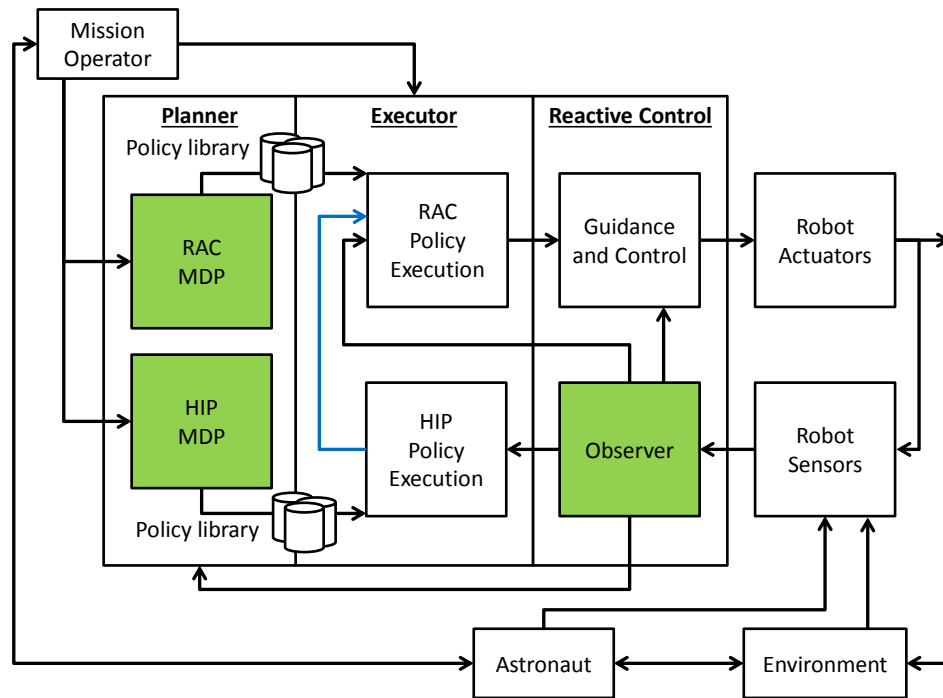 Mission
Operator
Planner
Executor
Reactive Control
Policy library
RAC
MDP
RAC
Policy
Execution
Guidance
and Control
Robot
Actuators
HIP
MDP
HIP
Policy
Execution
Observer
Robot
Sensors
Policy library
Astronaut
Environment